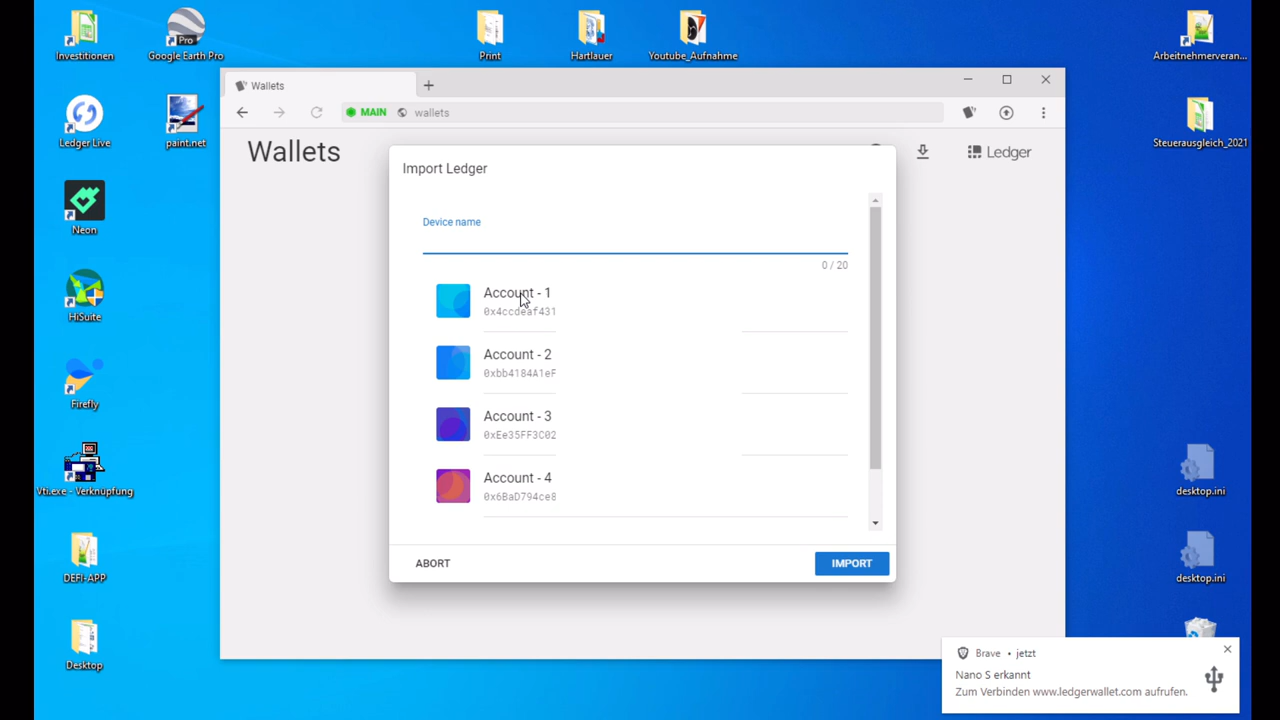 Investitionen
Google Earth Pro
Pro
Print
Hartlauer
Youtube_Aufnahme
Arbeitnehmerveran...
Ledger Live
paint.net
Steuerausgleich_2021
Neon
HiSuite
Firefly
Vti.exe - Verknüpfung
DEFI-APP
Desktop
desktop.ini
desktop.ini
Wallets
MAIN wallets
Wallets
Ledger
Import Ledger
Device name
0 / 20
Account - 1
0x4ccdeaf431
Account - 2
0xbb4184A1eF
Account - 3
0xEe35FF3C02
Account - 4
0x6BaD794ce8
ABORT
IMPORT
Brave • jetzt
Nano S erkannt
Zum Verbinden www.ledgerwallet.com aufrufen.